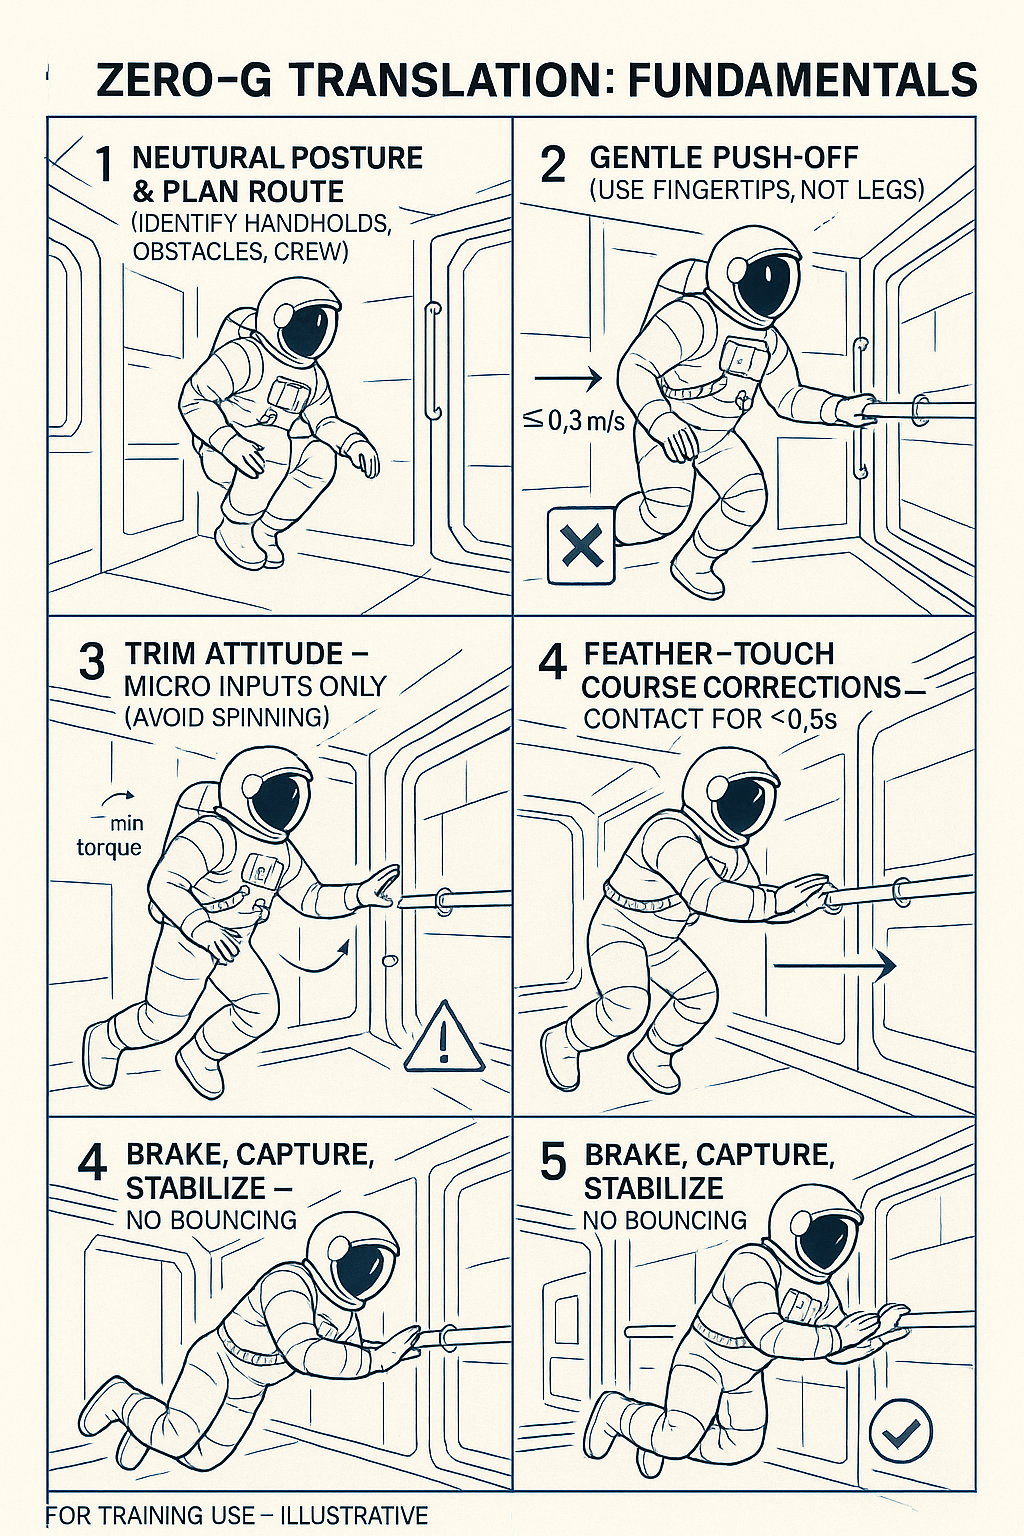 ZERO–G TRANSLATION: FUNDAMENTALS
1 NEUTURAL POSTURE
& PLAN ROUTE
(IDENTIFY HANDHOLDS,
OBSTACLES, CREW)
2 GENTLE PUSH-OFF
(USE FINGERTIPS, NOT LEGS)
≤0,3 m/s
3 TRIM ATTITUDE –
MICRO INPUTS ONLY
(AVOID SPINNING)
min
torque
!
4 FEATHER–TOUCH
COURSE CORRECTIONS—
CONTACT FOR <0,5s
4 BRAKE, CAPTURE,
STABILIZE –
NO BOUNCING
5 BRAKE, CAPTURE,
STABILIZE
NO BOUNCING
FOR TRAINING USE – ILLUSTRATIVE